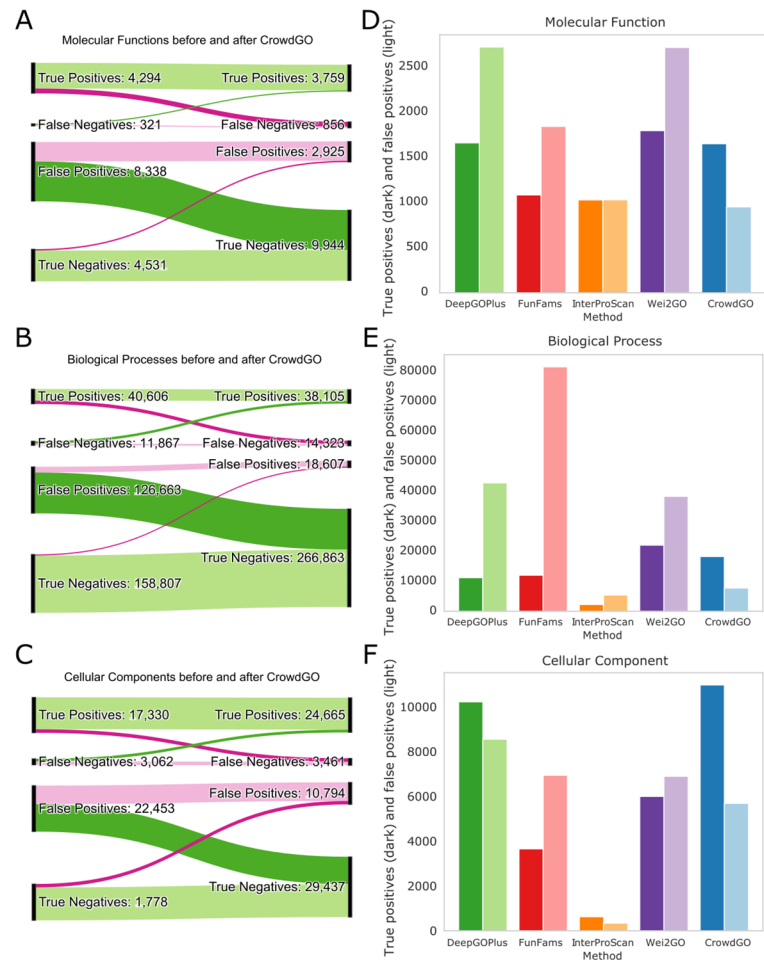 A
Molecular Functions before and after CrowdGO
True Positives: 4,294
True Positives: 3,759
False Negatives: 321
False Negatives: 856
False Positives: 2,925
False Positives: 8,338
True Negatives: 9,944
True Negatives: 4,531
B
Biological Processes before and after CrowdGO
True Positives: 40,606
True Positives: 38,105
False Negatives: 11,867
False Negatives: 14,323
False Positives: 18,607
False Positives: 126,663
True Negatives: 266,863
True Negatives: 158,807
C
Cellular Components before and after CrowdGO
True Positives: 17,330
True Positives: 24,665
False Negatives: 3,062
False Negatives: 3,461
False Positives: 10,794
False Positives: 22,453
True Negatives: 29,437
True Negatives: 1,778
D
Molecular Function
True positives (dark) and false positives (light)
2500
2000
1500
1000
500
0
DeepGOPlus
FunFams
InterProScan
Wei2GO
CrowdGO
Method
E
Biological Process
True positives (dark) and false positives (light)
80000
70000
60000
50000
40000
30000
20000
10000
0
DeepGOPlus
FunFams
InterProScan
Wei2GO
CrowdGO
Method
F
Cellular Component
True positives (dark) and false positives (light)
10000
8000
6000
4000
2000
0
DeepGOPlus
FunFams
InterProScan
Wei2GO
CrowdGO
Method